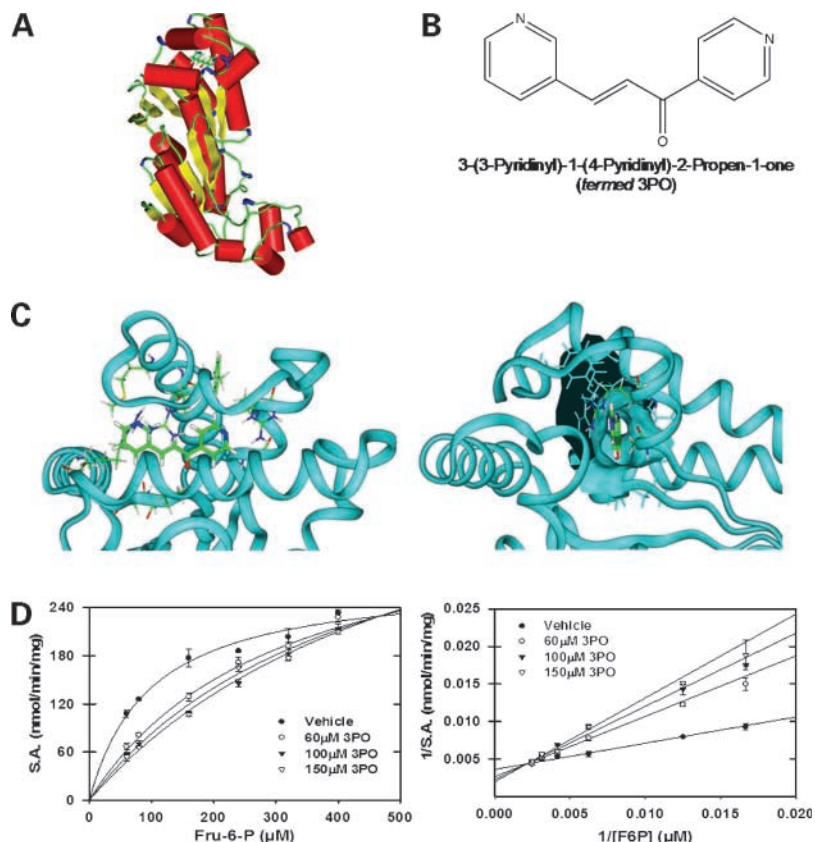 A
B
N
N
O
3-(3-Pyridinyl)-1-(4-Pyridinyl)-2-Propen-1-one
(termed 3PO)
C
D
S.A. (nmol/min/mg)
240
180
120
60
0
Vehicle
60µM 3PO
100µM 3PO
150µM 3PO
0 100 200 300 400 500
Fru-6-P (µM)
1/S.A. (nmol/min/mg)
0.025
0.020
0.015
0.010
0.005
Vehicle
60µM 3PO
100µM 3PO
150µM 3PO
0.000 0.005 0.010 0.015 0.020
1/[F6P] (µM)